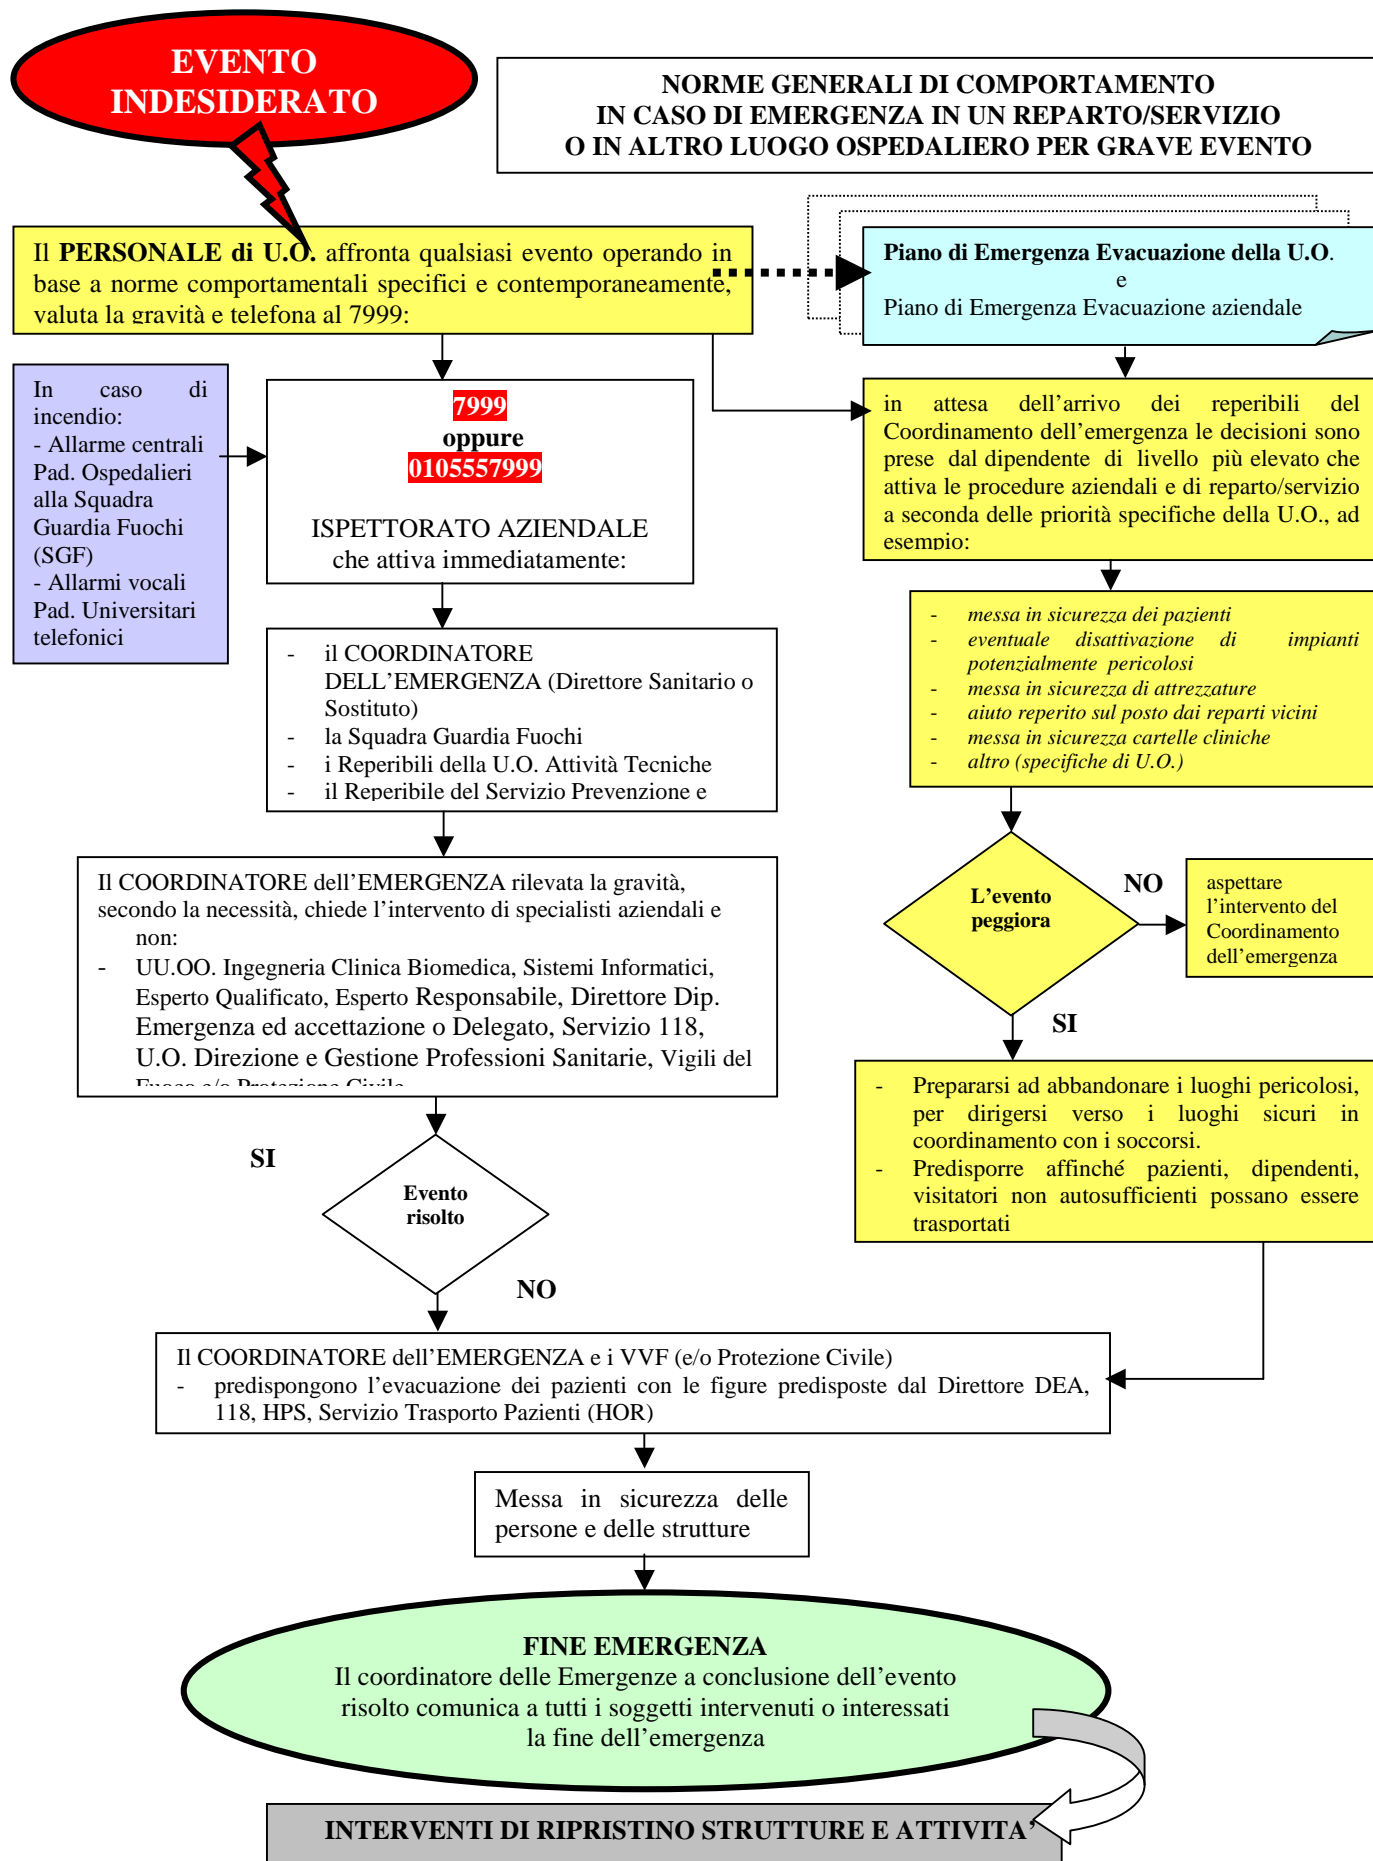 EVENTO
INDESIDERATO
NORME GENERALI DI COMPORTAMENTO
IN CASO DI EMERGENZA IN UN REPARTO/SERVIZIO
O IN ALTRO LUOGO OSPEDALIERO PER GRAVE EVENTO
Il PERSONALE di U.O. affronta qualsiasi evento operando in
base a norme comportamentali specifici e contemporaneamente,
valuta la gravità e telefona al 7999:
Piano di Emergenza Evacuazione della U.O.
e
Piano di Emergenza Evacuazione aziendale
In caso di
incendio:
- Allarme centrali
Pad. Ospedalieri
alla Squadra
Guardia Fuochi
(SGF)
- Allarmi vocali
Pad. Universitari
telefonici
7999
oppure
0105557999
ISPETTORATO AZIENDALE
che attiva immediatamente:
in attesa dell’arrivo dei reperibili del
Coordinamento dell’emergenza le decisioni sono
prese dal dipendente di livello più elevato che
attiva le procedure aziendali e di reparto/servizio
a seconda delle priorità specifiche della U.O., ad
esempio:
- il COORDINATORE
DELL’EMERGENZA (Direttore Sanitario o
Sostituto)
- la Squadra Guardia Fuochi
- i Reperibili della U.O. Attività Tecniche
- il Reperibile del Servizio Prevenzione e
- messa in sicurezza dei pazienti
- eventuale disattivazione di impianti
potenzialmente pericolosi
- messa in sicurezza di attrezzature
- aiuto reperito sul posto dai reparti vicini
- messa in sicurezza cartelle cliniche
- altro (specifiche di U.O.)
Il COORDINATORE dell’EMERGENZA rilevata la gravità,
secondo la necessità, chiede l’intervento di specialisti aziendali e
non:
- UU.OO. Ingegneria Clinica Biomedica, Sistemi Informatici,
Esperto Qualificato, Esperto Responsabile, Direttore Dip.
Emergenza ed accettazione o Delegato, Servizio 118,
U.O. Direzione e Gestione Professioni Sanitarie, Vigili del
Fuoco e/o Protezione Civile
L’evento
peggiora
NO
aspettare
l’intervento del
Coordinamento
dell’emergenza
SI
- Prepararsi ad abbandonare i luoghi pericolosi,
per dirigersi verso i luoghi sicuri in
coordinamento con i soccorsi.
- Predisporre affinché pazienti, dipendenti,
visitatori non autosufficienti possano essere
trasportati
SI
Evento
risolto
NO
Il COORDINATORE dell’EMERGENZA e i VVF (e/o Protezione Civile)
- predispongono l’evacuazione dei pazienti con le figure predisposte dal Direttore DEA,
118, HPS, Servizio Trasporto Pazienti (HOR)
Messa in sicurezza delle
persone e delle strutture
FINE EMERGENZA
Il coordinatore delle Emergenze a conclusione dell’evento
risolto comunica a tutti i soggetti intervenuti o interessati
la fine dell’emergenza
INTERVENTI DI RIPRISTINO STRUTTURE E ATTIVITA’